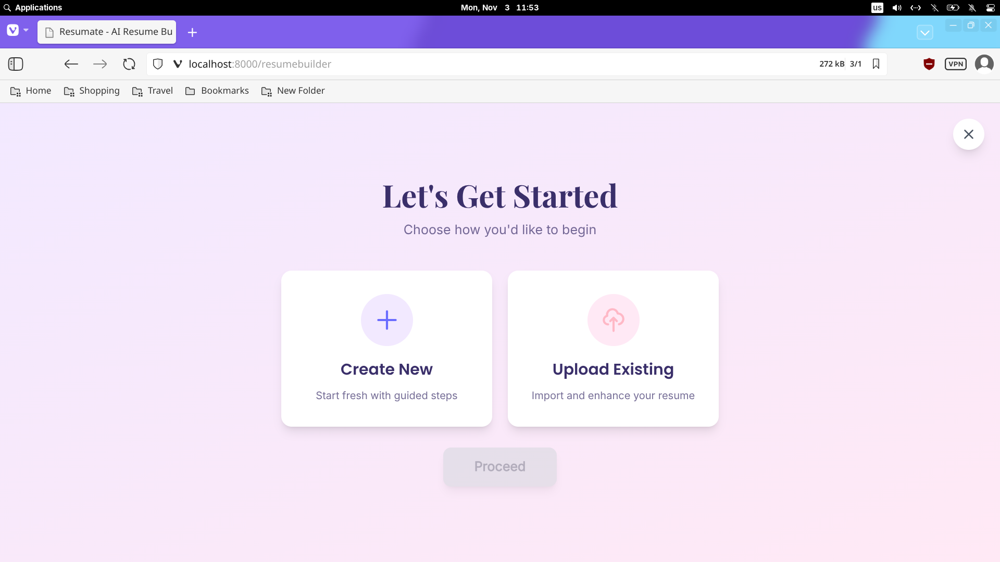 Applications
Mon, Nov 3 11:53
us
Resumate - AI Resume Bu
localhost:8000/resumebuilder
272 kB 3/1
VPN
Home
Shopping
Travel
Bookmarks
New Folder
Let's Get Started
Choose how you'd like to begin
Create New
Start fresh with guided steps
Upload Existing
Import and enhance your resume
Proceed